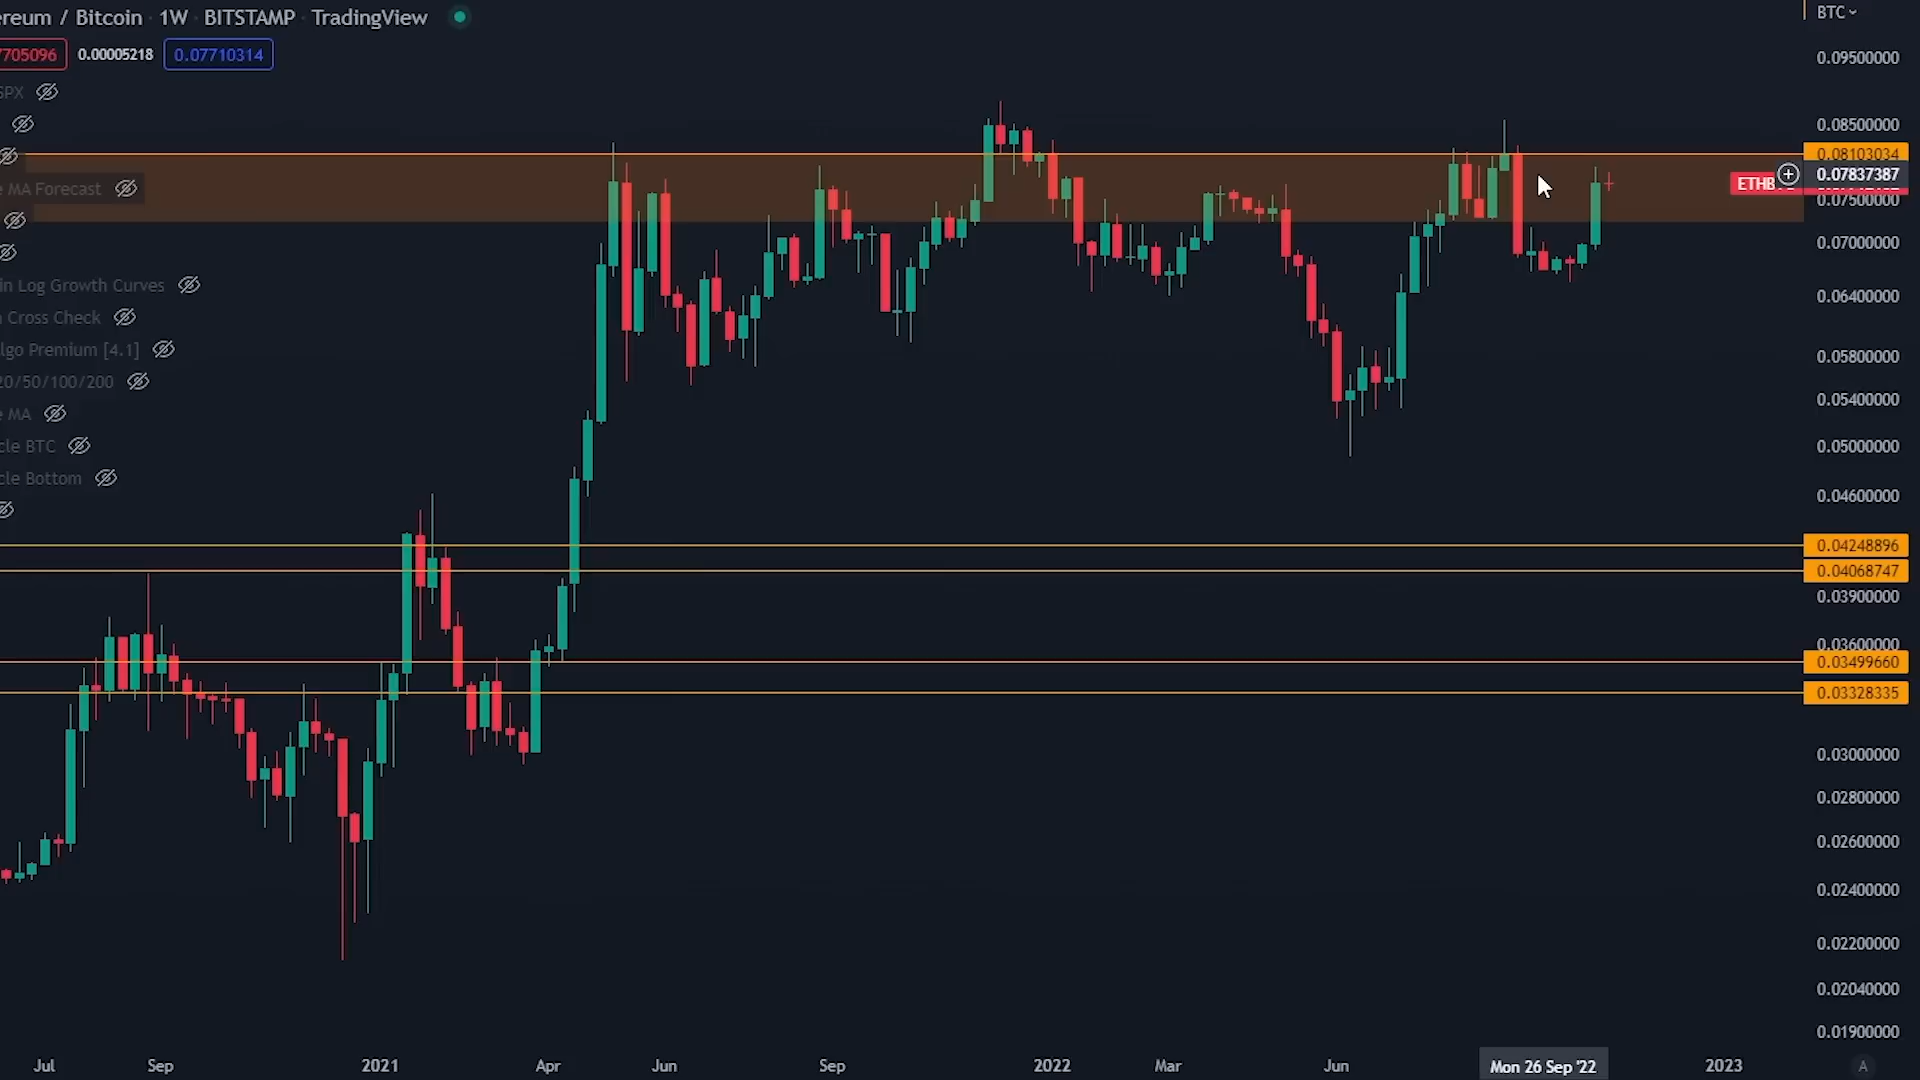 ereum / Bitcoin · 1W · BITSTAMP · TradingView
7705096 0.00005218 0.07710314
SPX
e MA Forecast
in Log Growth Curves
n Cross Check
lgo Premium [4.1]
20/50/100/200
e MA
cle BTC
cle Bottom
BTC
0.09500000
0.08500000
0.08103034
0.07837387
ETHB
0.07500000
0.07000000
0.06400000
0.05800000
0.05400000
0.05000000
0.04600000
0.04248896
0.04068747
0.03900000
0.03600000
0.03499660
0.03328335
0.03000000
0.02800000
0.02600000
0.02400000
0.02200000
0.02040000
0.01900000
Jul Sep 2021 Apr Jun Sep 2022 Mar Jun Mon 26 Sep '22 2023 A